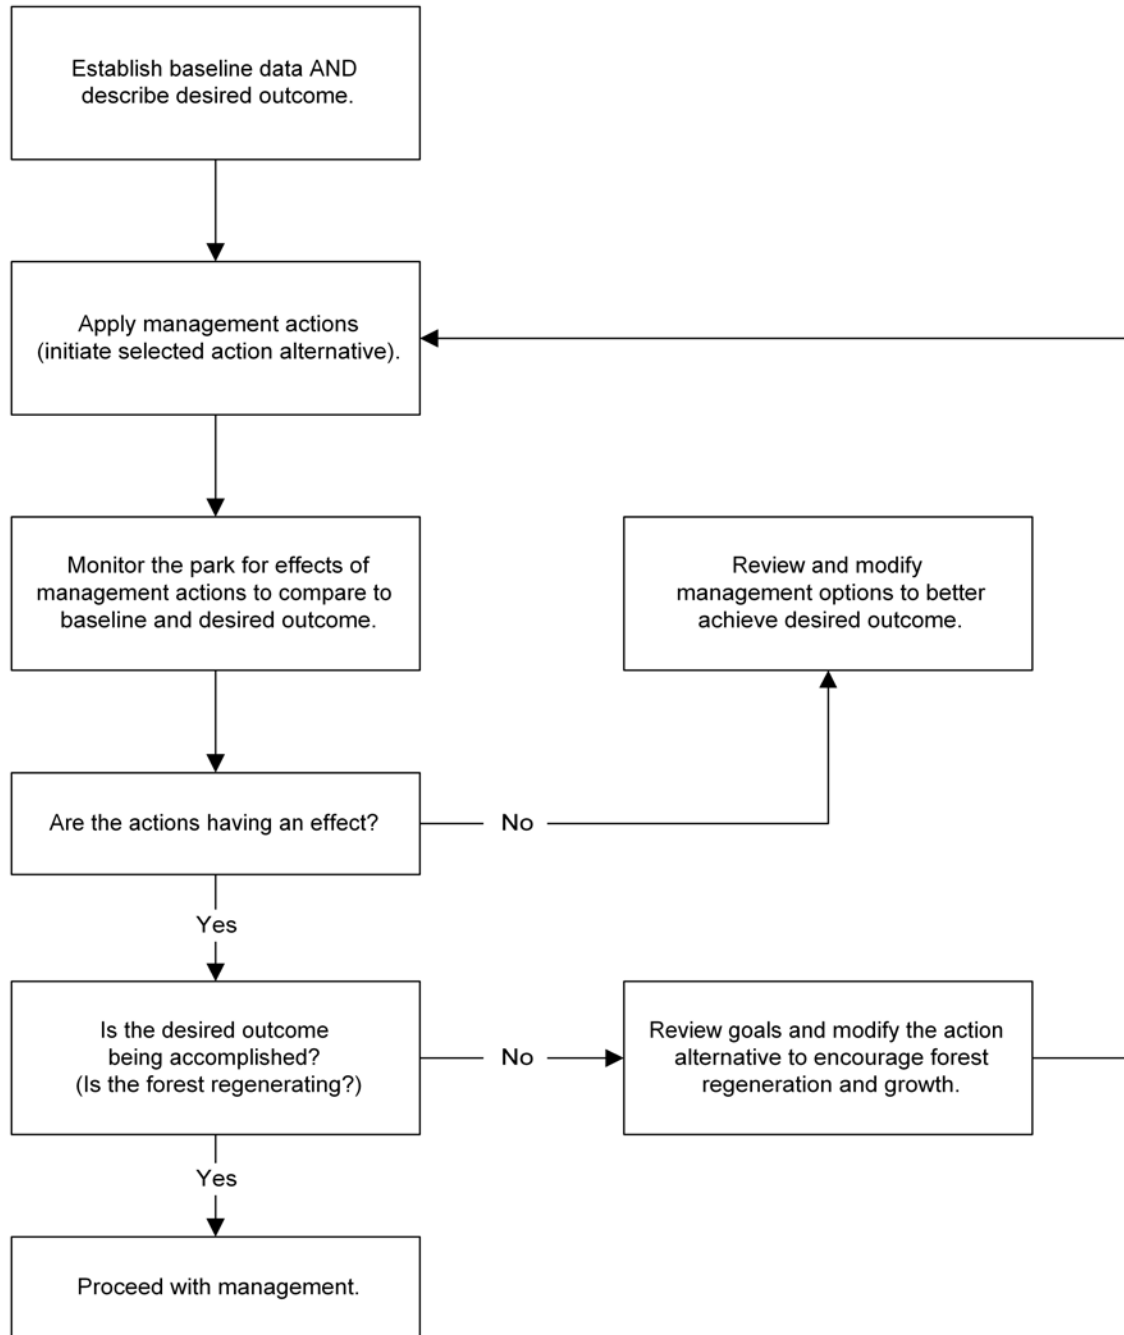 Establish baseline data AND
describe desired outcome.
Apply management actions
(initiate selected action alternative).
Monitor the park for effects of
management actions to compare to
baseline and desired outcome.
Review and modify
management options to better
achieve desired outcome.
Are the actions having an effect?
No
Yes
Is the desired outcome
being accomplished?
(Is the forest regenerating?)
No
Review goals and modify the action
alternative to encourage forest
regeneration and growth.
Yes
Proceed with management.